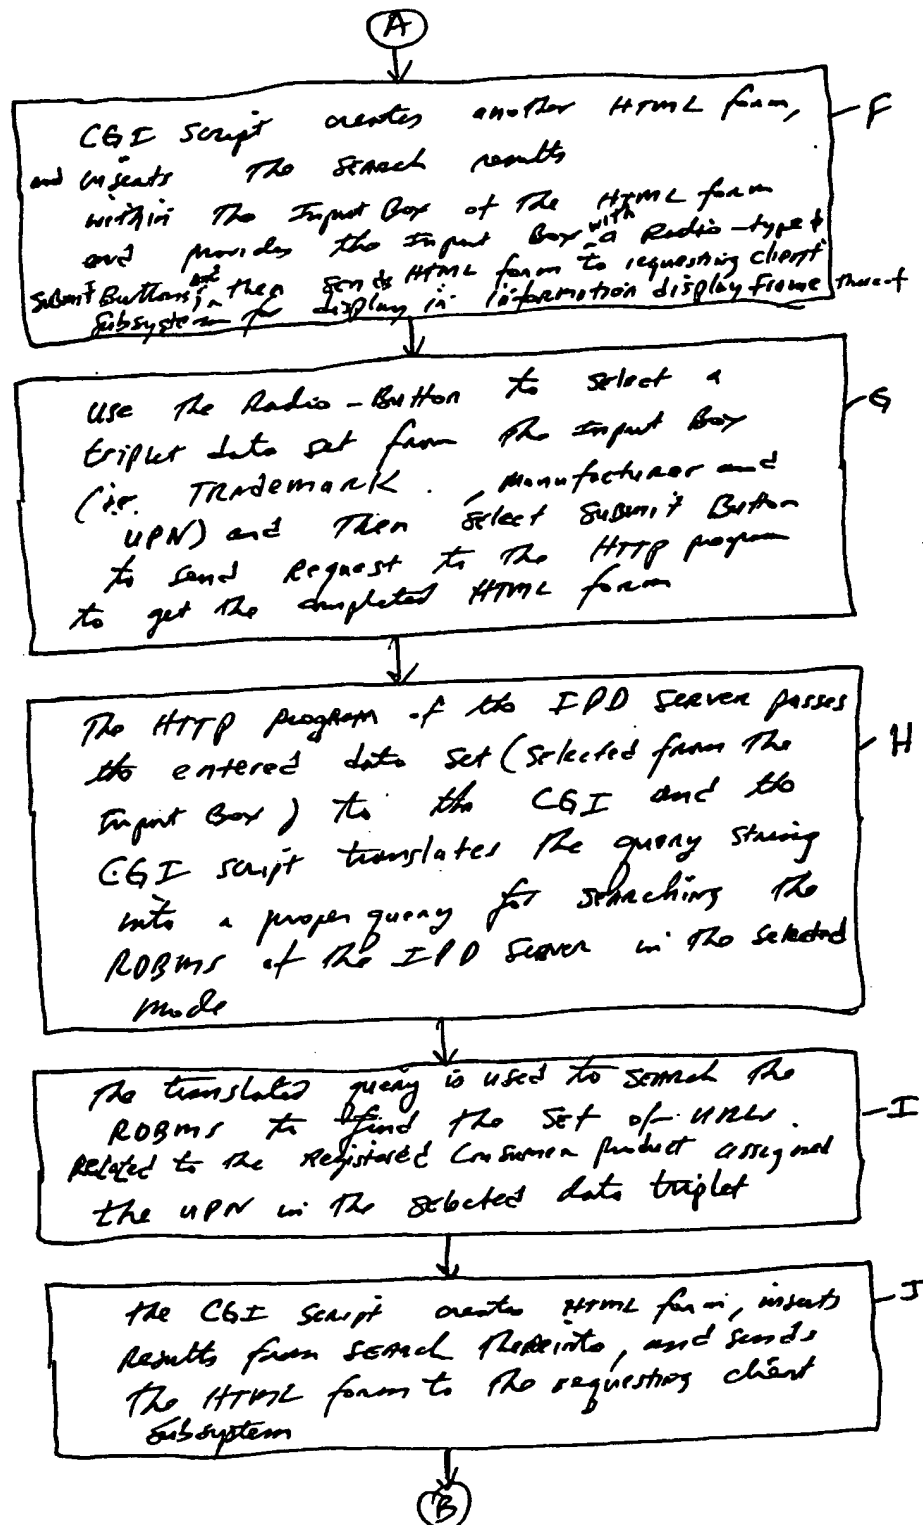 A
CGI Script creates another HTML form,
and inserts The SEARCH results
within The Input Box of The HTML form
and provides the Input Box with a Radio-type &
Submit Buttons, and then sends HTML form to requesting client
Subsystem for display in information display frame thereof
F
Use The Radio-Button to select a
triplet data set from The Input Box
(i.e. TRademark, Manufacturer and
UPN) and Then select Submit Button
to send Request to The HTTP program
to get the completed HTML form
G
The HTTP program of the IPD Server passes
the entered data set (Selected from The
Input Box) to the CGI and the
CGI script translates The query string
into a proper query for searching the
RDBMS of the IPD Server in The selected
mode
H
The translated query is used to SEARCH The
RDBMS to find the set of URLs
Related to the Registered Consumer product assigned
the UPN in The selected data triplet
I
the CGI Script creates HTML form, inserts
Results from SEARCH Thereinto, and sends
the HTML form to The requesting client
Subsystem
J
B